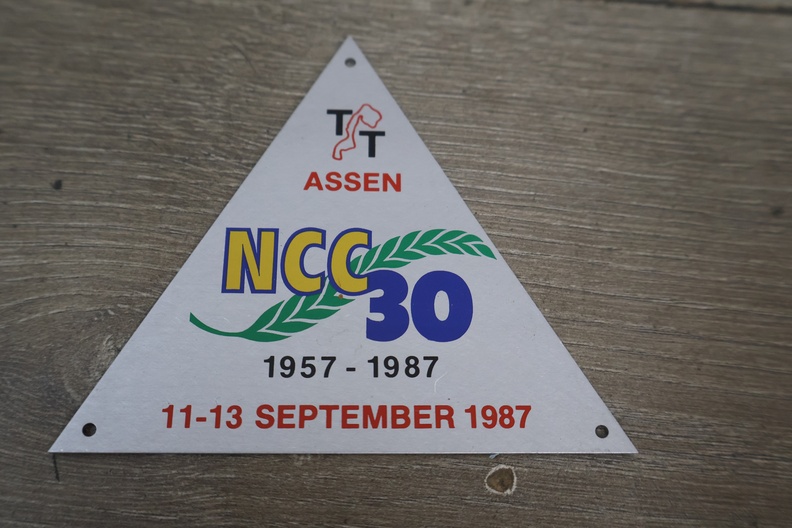 TT
ASSEN
NCC
30
1957 - 1987
11-13 SEPTEMBER 1987